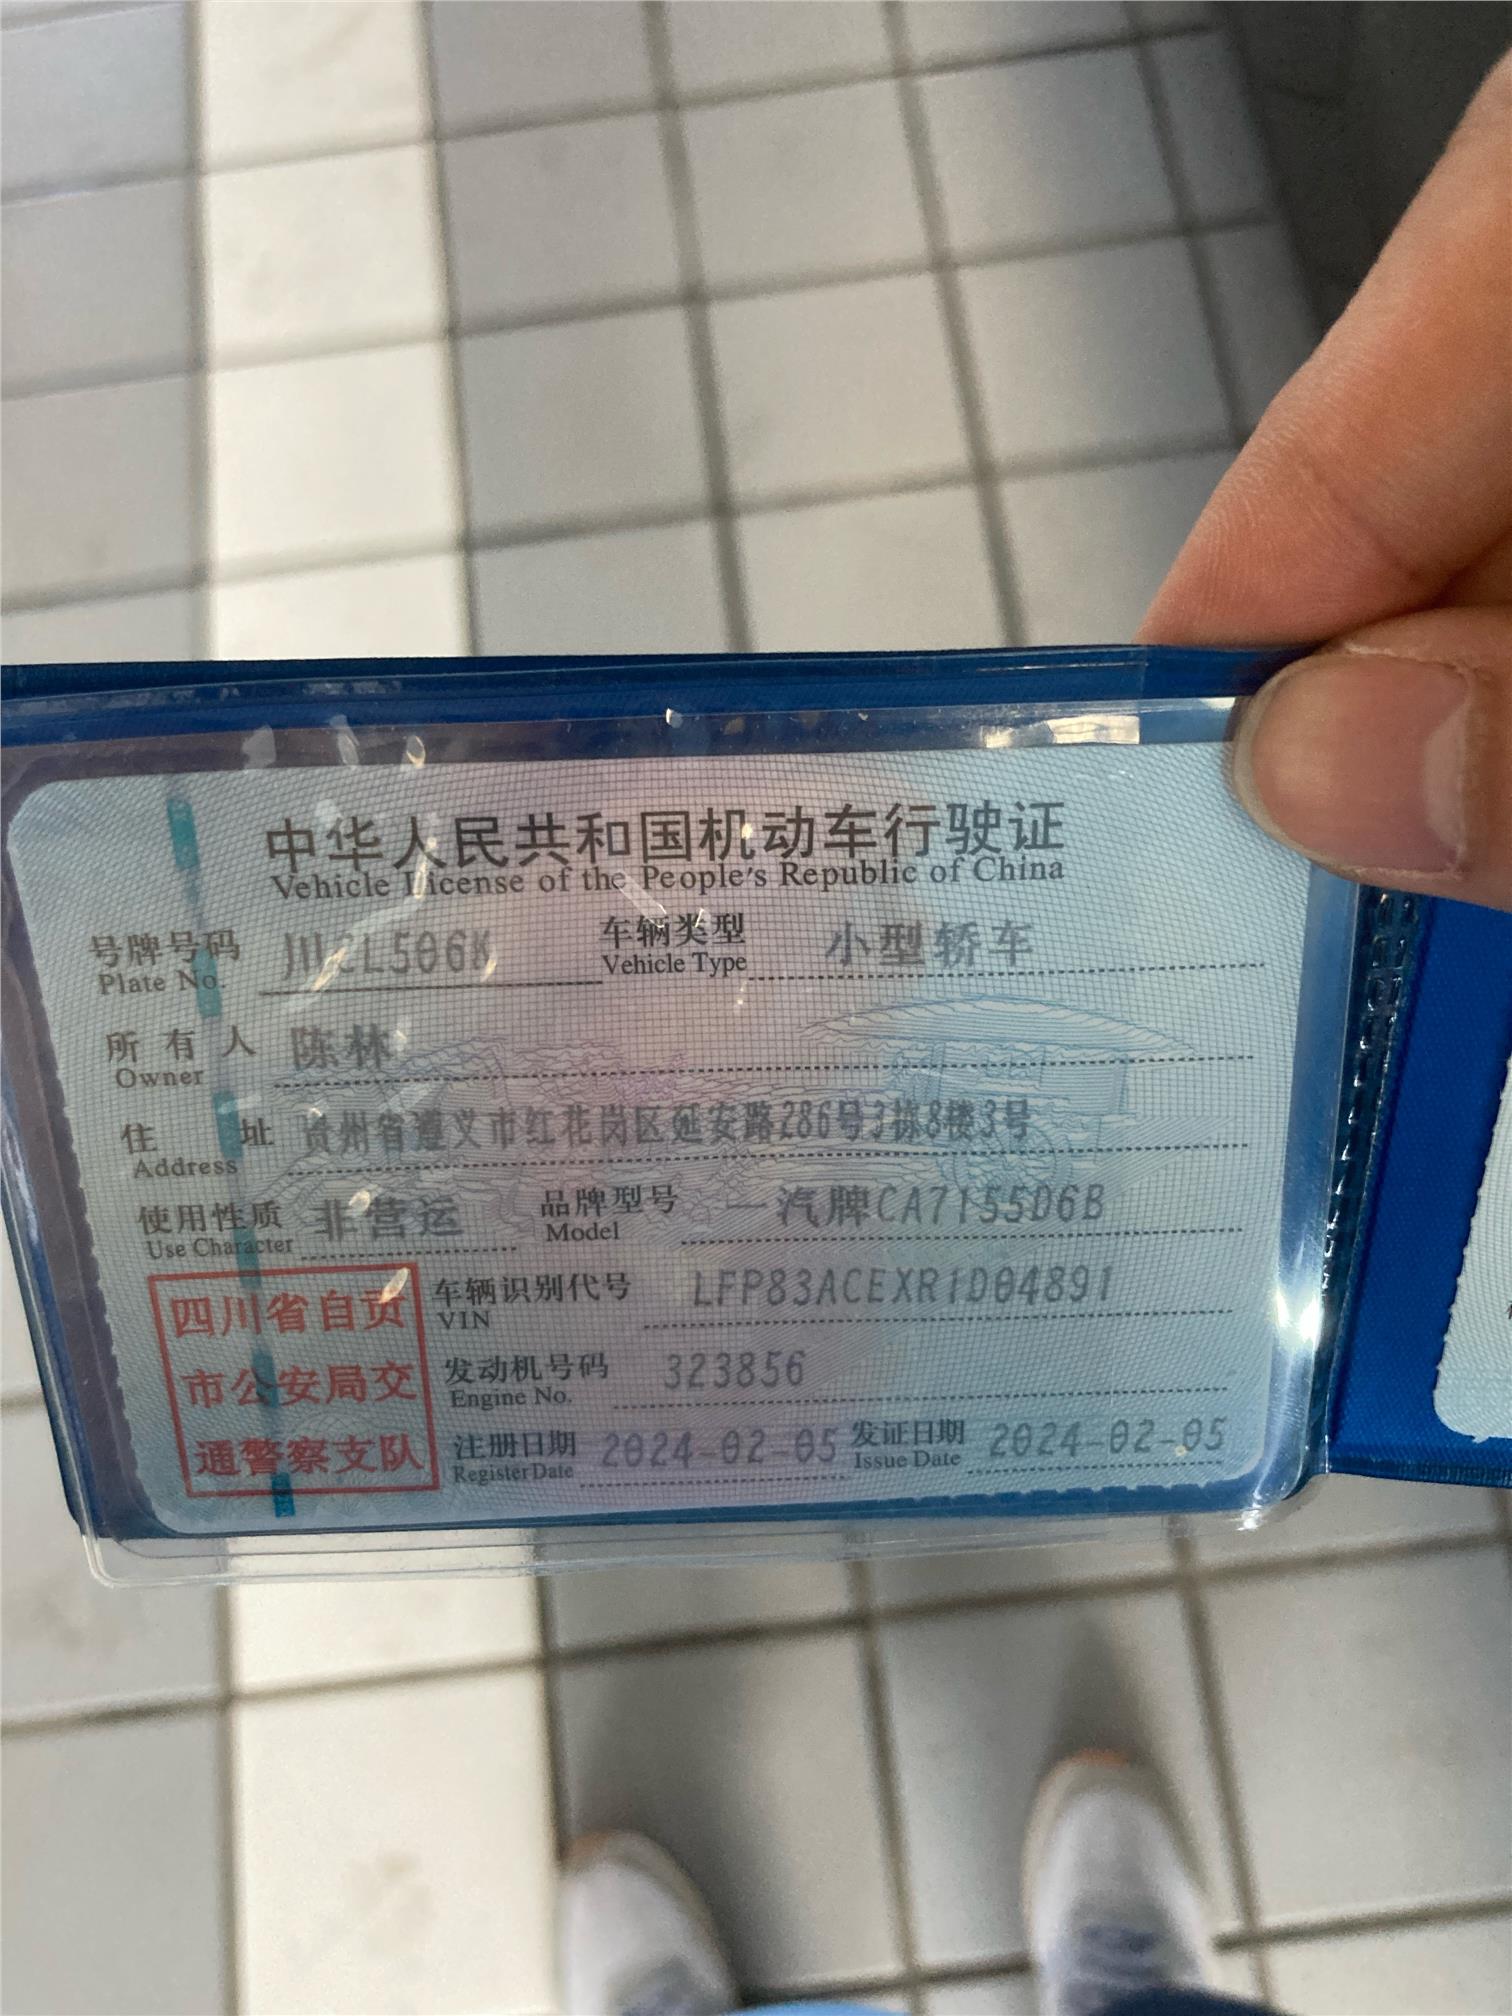 中华人民共和国机动车行驶证
Vehicle License of the People's Republic of China
号牌号码 川CL506K 车辆类型 小型轿车
Plate No. Vehicle Type
所有人 陈林
Owner
住址 贵州省遵义市红花岗区延安路286号3栋8楼3号
Address
使用性质 非营运 品牌型号 一汽牌CA7155D6B
Use Character Model
车辆识别代号 LFP83ACEXR1D04891
VIN
发动机号码 323856
Engine No.
注册日期 2024-02-05 发证日期 2024-02-05
Register Date Issue Date
四川省自贡
市公安局交
通警察支队